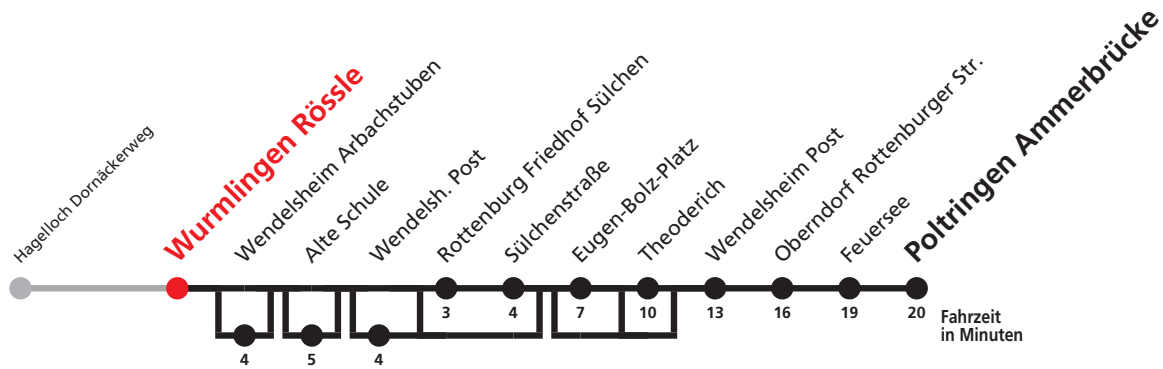 Hagelloch Dornäckerweg
Wurmlingen Rössle
Wendelsheim Arbachstuben
Alte Schule
Wendelsh. Post
Rottenburg Friedhof Sülchen
Sülchenstraße
Eugen-Bolz-Platz
Theoderich
Wendelsheim Post
Oberndorf Rottenburger Str.
Feuersee
Poltringen Ammerbrücke
3 4 7 10 13 16 19 20
Fahrzeit
in Minuten
4 5 4